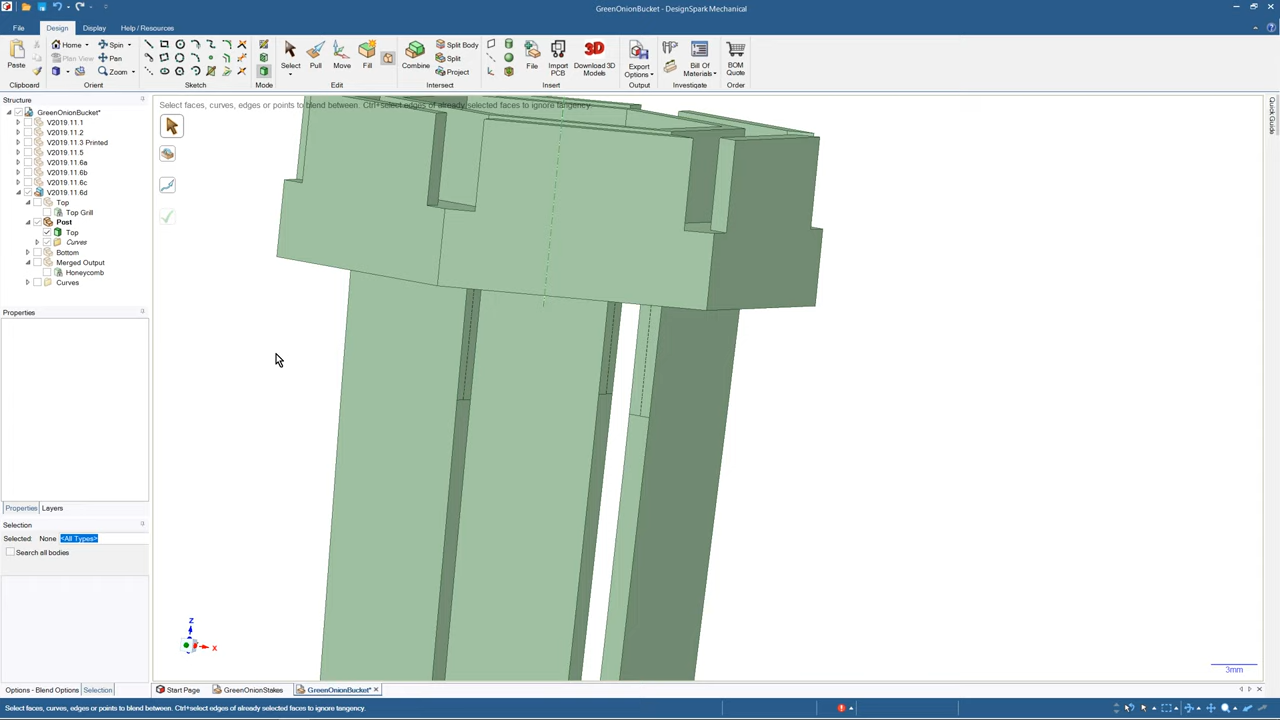 GreenOnionBucket - DesignSpark Mechanical
File Design Display Help / Resources
Paste
Clipboard
Home Spin
Plan View Pan
Zoom
Orient
Sketch
Mode
Select Pull Move Fill
Edit
Combine
Split Body
Split
Project
Intersect
File Import PCB Download 3D Models
Insert
Export Options
Output
Bill Of Materials
Investigate
BOM Quote
Order
Structure
GreenOnionBucket*
V2019.11.1
V2019.11.2
V2019.11.3 Printed
V2019.11.5
V2019.11.6a
V2019.11.6b
V2019.11.6c
V2019.11.6d
Top
Top Grill
Post
Top
Curves
Bottom
Merged Output
Honeycomb
Curves
Select faces, curves, edges or points to blend between. Ctrl+select edges of already selected faces to ignore tangency.
Quick Guide
Properties
Properties Layers
Selection
Selected: None <All Types>
Search all bodies
Z
X
3mm
Options - Blend Options Selection
Start Page GreenOnionStakes GreenOnionBucket*
Select faces, curves, edges or points to blend between. Ctrl+select edges of already selected faces to ignore tangency.